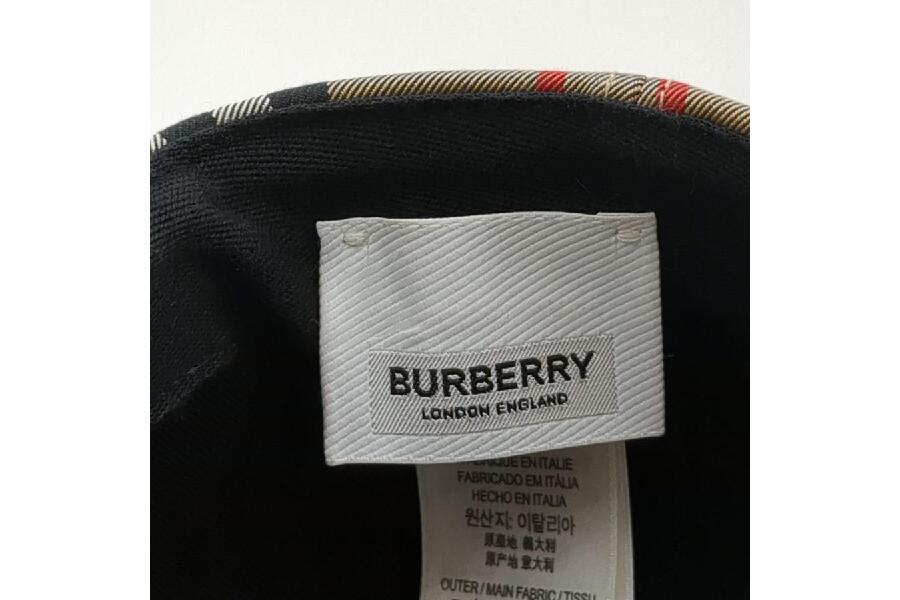 BURBERRY
LONDON ENGLAND
FABRIQUE EN ITALIE
FABRICADO EM ITÁLIA
HECHO EN ITALIA
원산지: 이탈리아
原產地 義大利
原产地 意大利
OUTER / MAIN FABRIC / TISSU